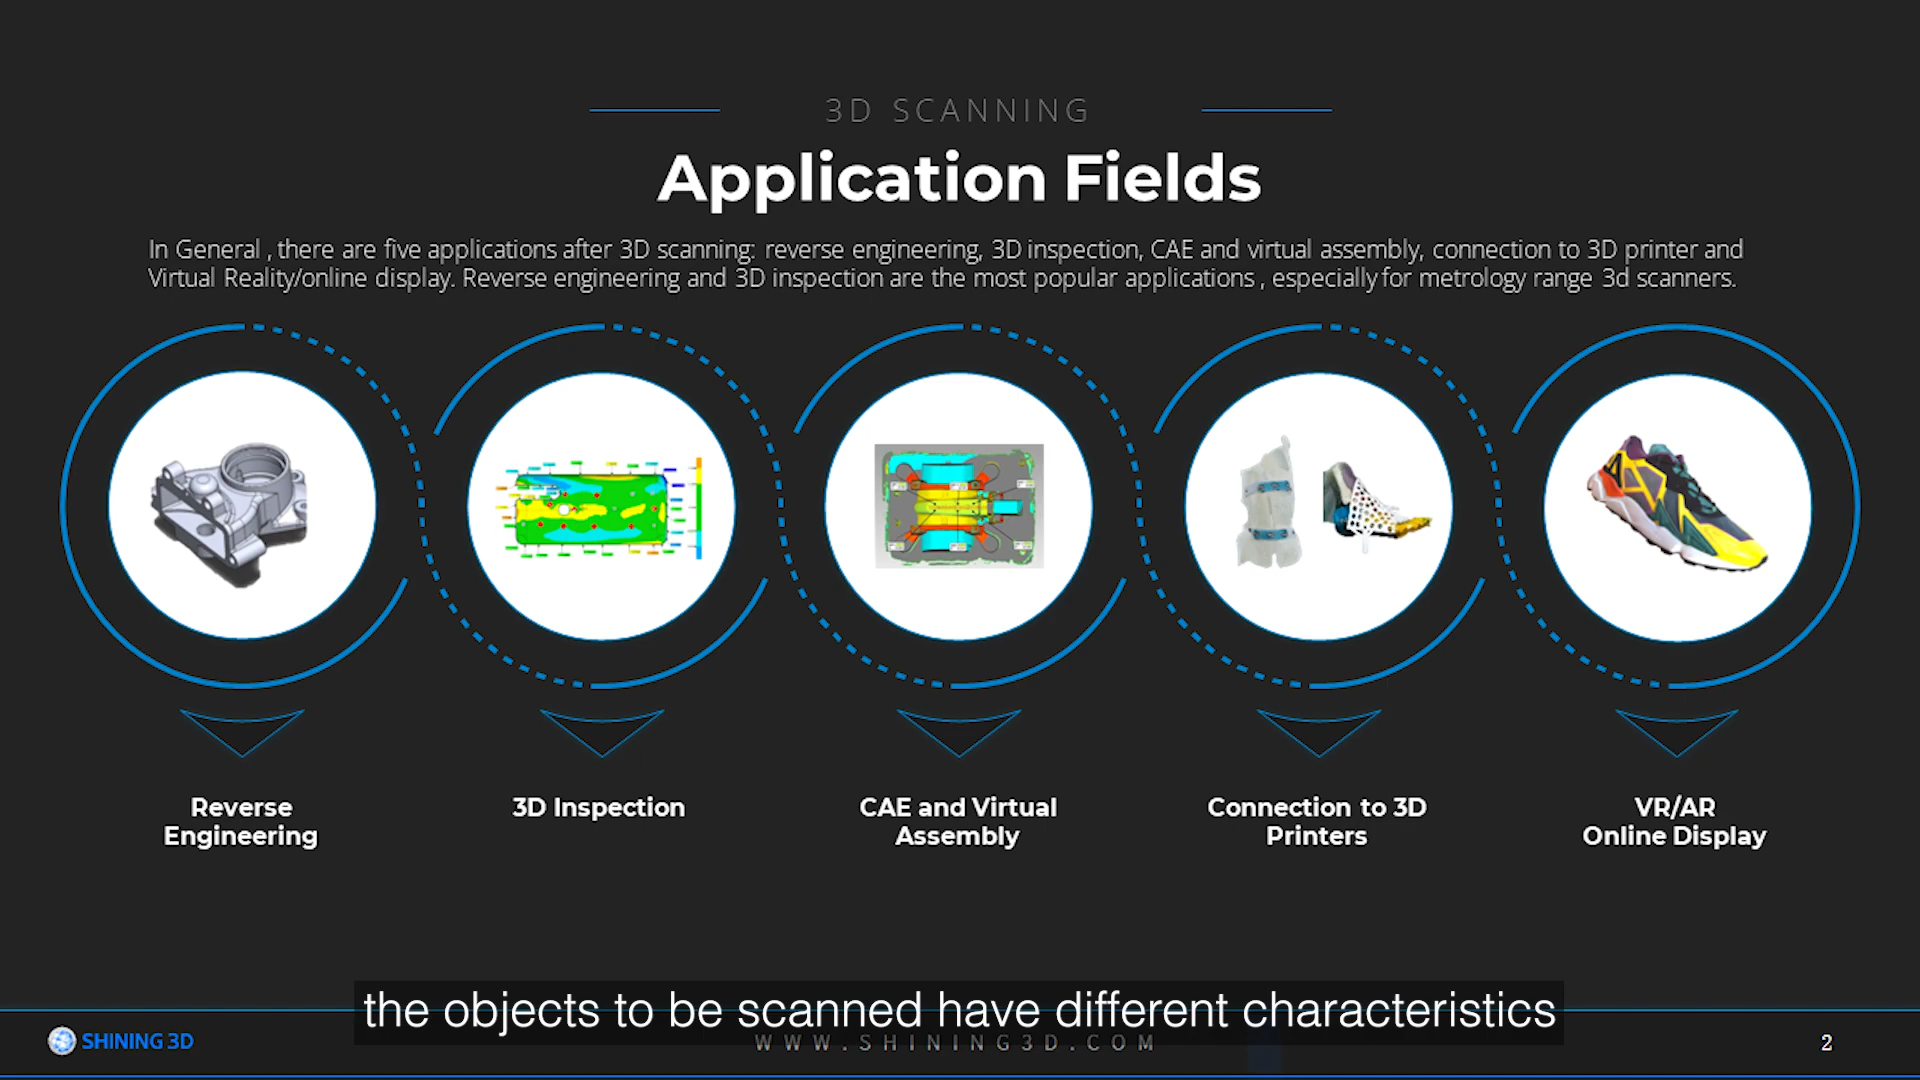 3D SCANNING
Application Fields
In General , there are five applications after 3D scanning: reverse engineering, 3D inspection, CAE and virtual assembly, connection to 3D printer and
Virtual Reality/online display. Reverse engineering and 3D inspection are the most popular applications , especially for metrology range 3d scanners.
Reverse
Engineering
3D Inspection
CAE and Virtual
Assembly
Connection to 3D
Printers
VR/AR
Online Display
the objects to be scanned have different characteristics
SHINING 3D
WWW.SHINING3D.COM
2